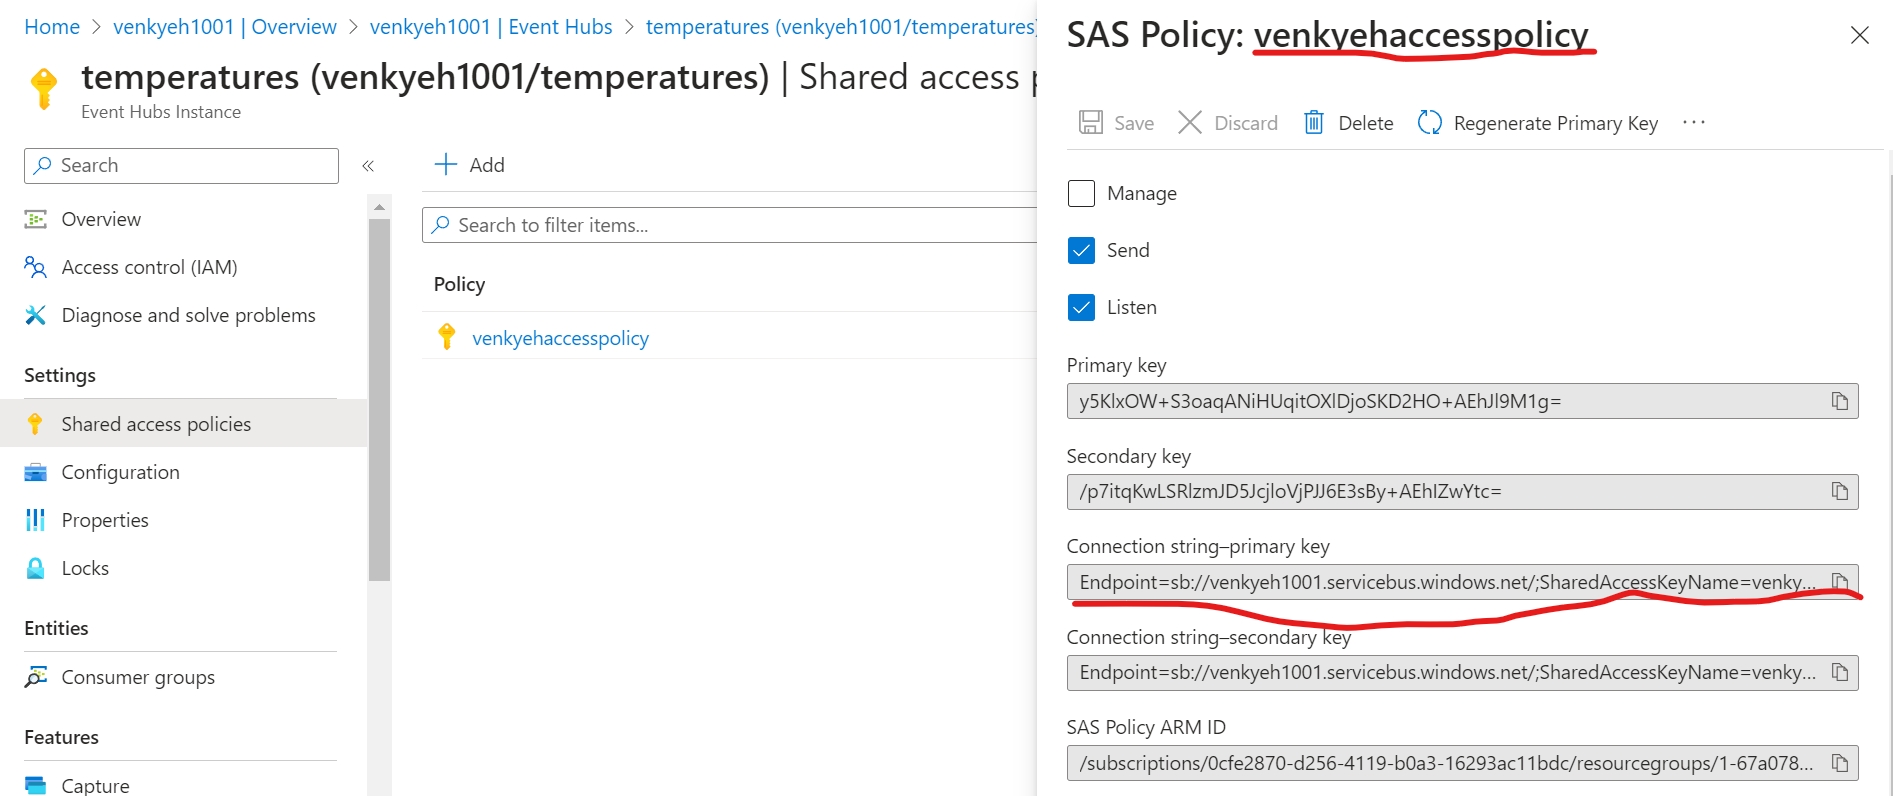 Home > venkyeh1001 | Overview > venkyeh1001 | Event Hubs > temperatures (venkyeh1001/temperatures)
temperatures (venkyeh1001/temperatures) | Shared access
Event Hubs Instance
Search
«
Overview
Access control (IAM)
Diagnose and solve problems
Settings
Shared access policies
Configuration
Properties
Locks
Entities
Consumer groups
Features
Capture
+ Add
Search to filter items...
Policy
venkyehaccesspolicy
SAS Policy: venkyehaccesspolicy
Save
Discard
Delete
Regenerate Primary Key
...
Manage
Send
Listen
Primary key
y5KlxOW+S3oaqANiHUqitOXlDjoSKD2HO+AEhJl9M1g=
Secondary key
/p7itqKwLSRlzmJD5JcjloVjPJJ6E3sBy+AEhIZwYtc=
Connection string–primary key
Endpoint=sb://venkyeh1001.servicebus.windows.net/;SharedAccessKeyName=venky...
Connection string–secondary key
Endpoint=sb://venkyeh1001.servicebus.windows.net/;SharedAccessKeyName=venky...
SAS Policy ARM ID
/subscriptions/0cfe2870-d256-4119-b0a3-16293ac11bdc/resourcegroups/1-67a078...